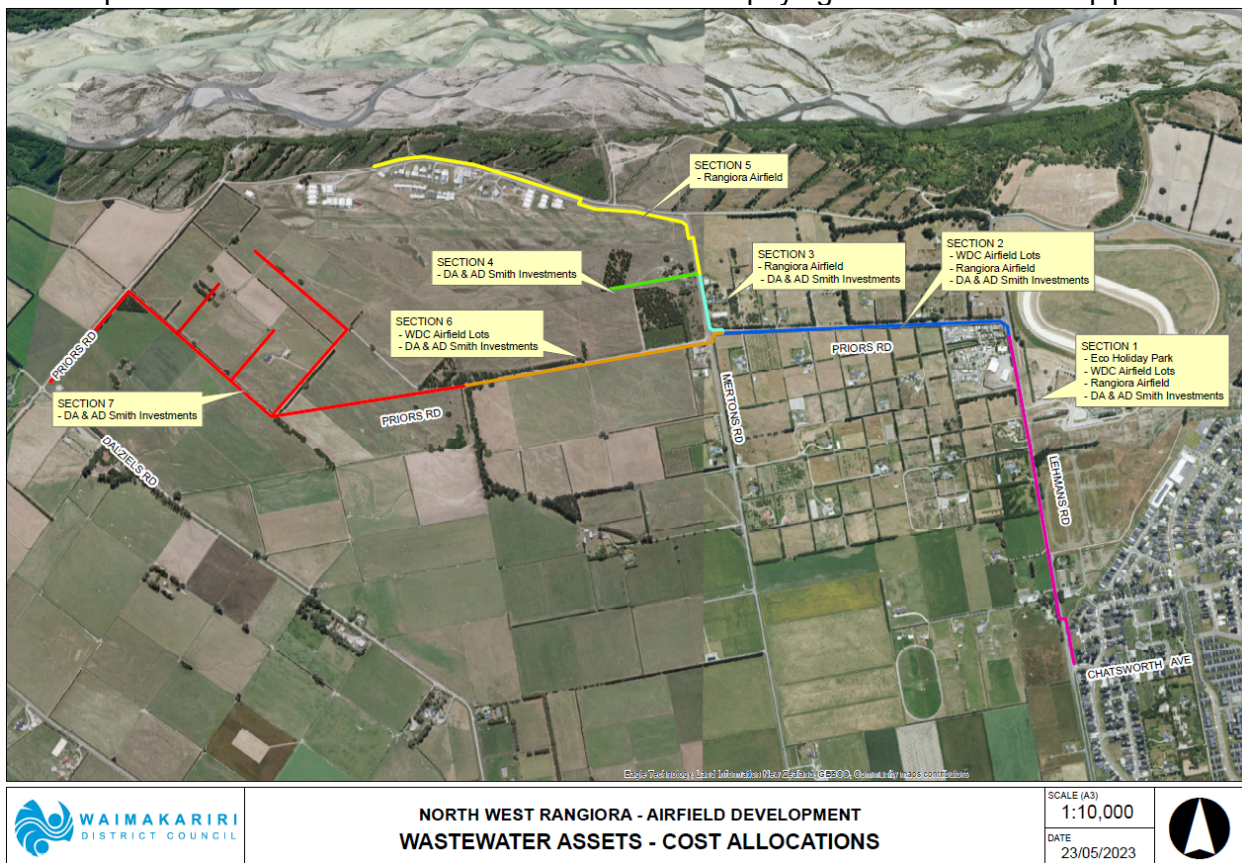 SECTION 5
- Rangiora Airfield
SECTION 4
- DA & AD Smith Investments
SECTION 3
- Rangiora Airfield
- DA & AD Smith Investments
SECTION 2
- WDC Airfield Lots
- Rangiora Airfield
- DA & AD Smith Investments
SECTION 6
- WDC Airfield Lots
- DA & AD Smith Investments
SECTION 1
- Eco Holiday Park
- WDC Airfield Lots
- Rangiora Airfield
- DA & AD Smith Investments
SECTION 7
- DA & AD Smith Investments
PRIORS RD
PRIORS RD
PRIORS RD
DALZIELS RD
MERTONS RD
LEHMANS RD
CHATSWORTH AVE
Eagle Technology, Land Information New Zealand, GEBCO, Community maps contributors
WAIMAKARIRI
DISTRICT COUNCIL
NORTH WEST RANGIORA - AIRFIELD DEVELOPMENT
WASTEWATER ASSETS - COST ALLOCATIONS
SCALE (A3)
1:10,000
DATE
23/05/2023